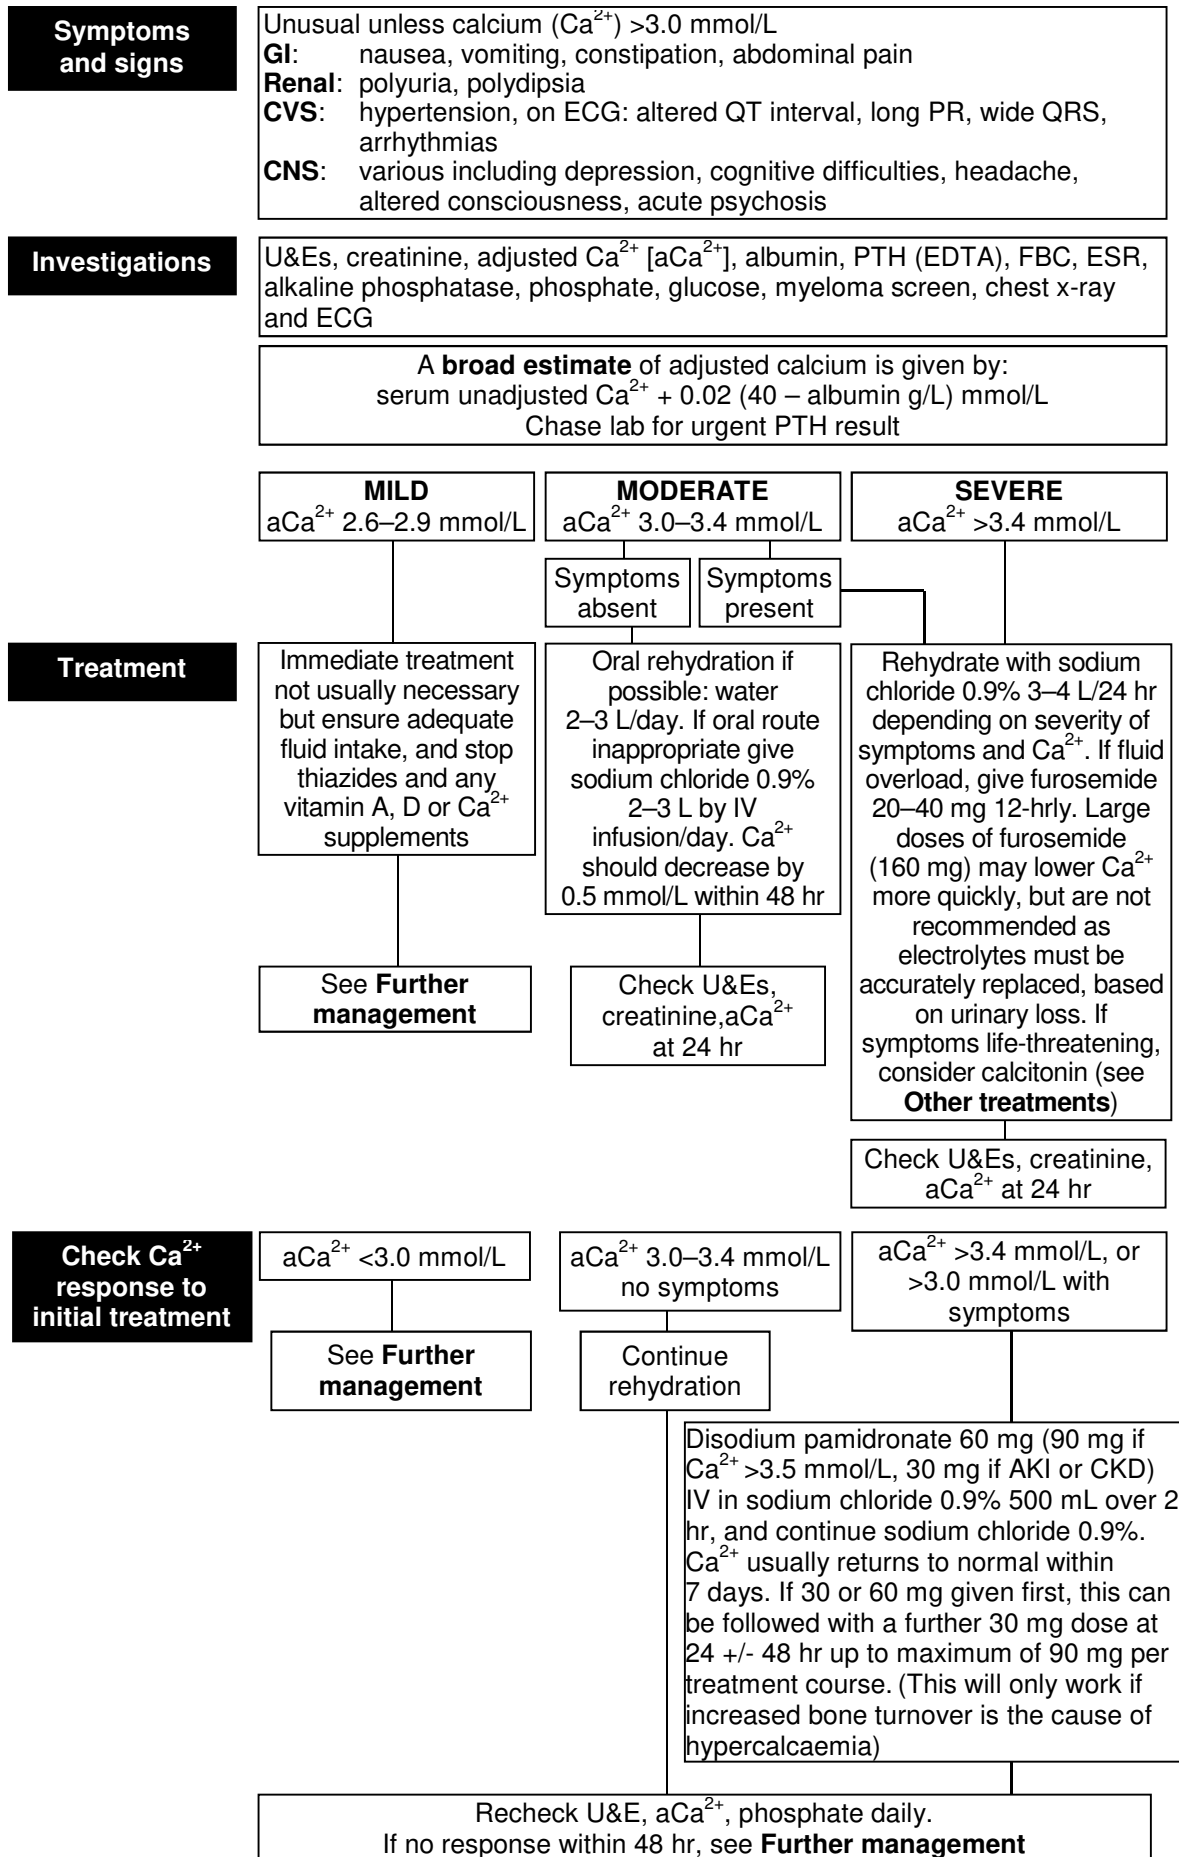 Symptoms
and signs
Unusual unless calcium (Ca²⁺) >3.0 mmol/L
GI: nausea, vomiting, constipation, abdominal pain
Renal: polyuria, polydipsia
CVS: hypertension, on ECG: altered QT interval, long PR, wide QRS,
arrhythmias
CNS: various including depression, cognitive difficulties, headache,
altered consciousness, acute psychosis
Investigations
U&Es, creatinine, adjusted Ca²⁺ [aCa²⁺], albumin, PTH (EDTA), FBC, ESR,
alkaline phosphatase, phosphate, glucose, myeloma screen, chest x-ray
and ECG
A broad estimate of adjusted calcium is given by:
serum unadjusted Ca²⁺ + 0.02 (40 – albumin g/L) mmol/L
Chase lab for urgent PTH result
MILD
aCa²⁺ 2.6–2.9 mmol/L
MODERATE
aCa²⁺ 3.0–3.4 mmol/L
SEVERE
aCa²⁺ >3.4 mmol/L
Symptoms
absent
Symptoms
present
Treatment
Immediate treatment
not usually necessary
but ensure adequate
fluid intake, and stop
thiazides and any
vitamin A, D or Ca²⁺
supplements
Oral rehydration if
possible: water
2–3 L/day. If oral route
inappropriate give
sodium chloride 0.9%
2–3 L by IV
infusion/day. Ca²⁺
should decrease by
0.5 mmol/L within 48 hr
Rehydrate with sodium
chloride 0.9% 3–4 L/24 hr
depending on severity of
symptoms and Ca²⁺. If fluid
overload, give furosemide
20–40 mg 12-hrly. Large
doses of furosemide
(160 mg) may lower Ca²⁺
more quickly, but are not
recommended as
electrolytes must be
accurately replaced, based
on urinary loss. If
symptoms life-threatening,
consider calcitonin (see
Other treatments)
See Further
management
Check U&Es,
creatinine,aCa²⁺
at 24 hr
Check U&Es, creatinine,
aCa²⁺ at 24 hr
Check Ca²⁺
response to
initial treatment
aCa²⁺ <3.0 mmol/L
aCa²⁺ 3.0–3.4 mmol/L
no symptoms
aCa²⁺ >3.4 mmol/L, or
>3.0 mmol/L with
symptoms
See Further
management
Continue
rehydration
Disodium pamidronate 60 mg (90 mg if
Ca²⁺ >3.5 mmol/L, 30 mg if AKI or CKD)
IV in sodium chloride 0.9% 500 mL over 2
hr, and continue sodium chloride 0.9%.
Ca²⁺ usually returns to normal within
7 days. If 30 or 60 mg given first, this can
be followed with a further 30 mg dose at
24 +/- 48 hr up to maximum of 90 mg per
treatment course. (This will only work if
increased bone turnover is the cause of
hypercalcaemia)
Recheck U&E, aCa²⁺, phosphate daily.
If no response within 48 hr, see Further management